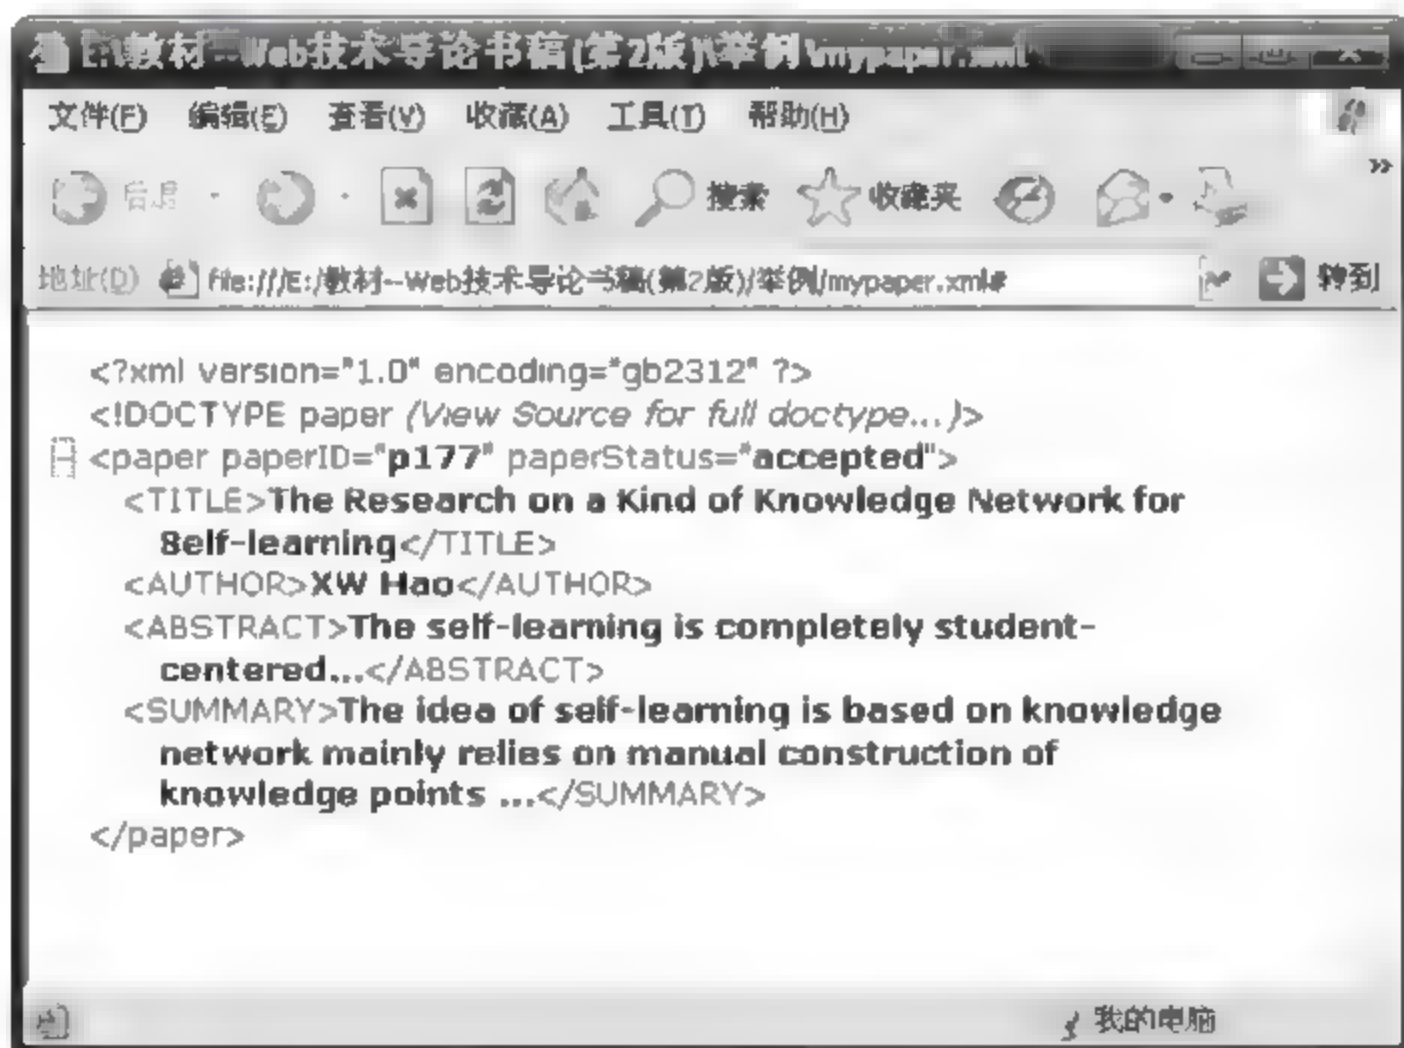 E:\教材--Web技术导论书稿(第2版)\举例\mypaper.xml
文件(F) 编辑(E) 查看(V) 收藏(A) 工具(T) 帮助(H)
后退 搜索 收藏夹
地址(D) file:///E:/教材--Web技术导论书稿(第2版)/举例/mypaper.xml# 转到
<?xml version="1.0" encoding="gb2312" ?>
<!DOCTYPE paper (View Source for full doctype...)>
<paper paperID="p177" paperStatus="accepted">
<TITLE>The Research on a Kind of Knowledge Network for
Self-learning</TITLE>
<AUTHOR>XW Hao</AUTHOR>
<ABSTRACT>The self-learning is completely student-
centered...</ABSTRACT>
<SUMMARY>The idea of self-learning is based on knowledge
network mainly relies on manual construction of
knowledge points ...</SUMMARY>
</paper>
我的电脑